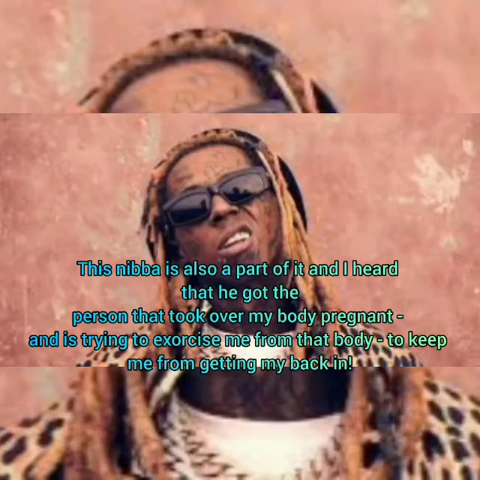 This nibba is also a part of it and I heard
that he got the
person that took over my body pregnant -
and is trying to exorcise me from that body - to keep
me from getting my back in!